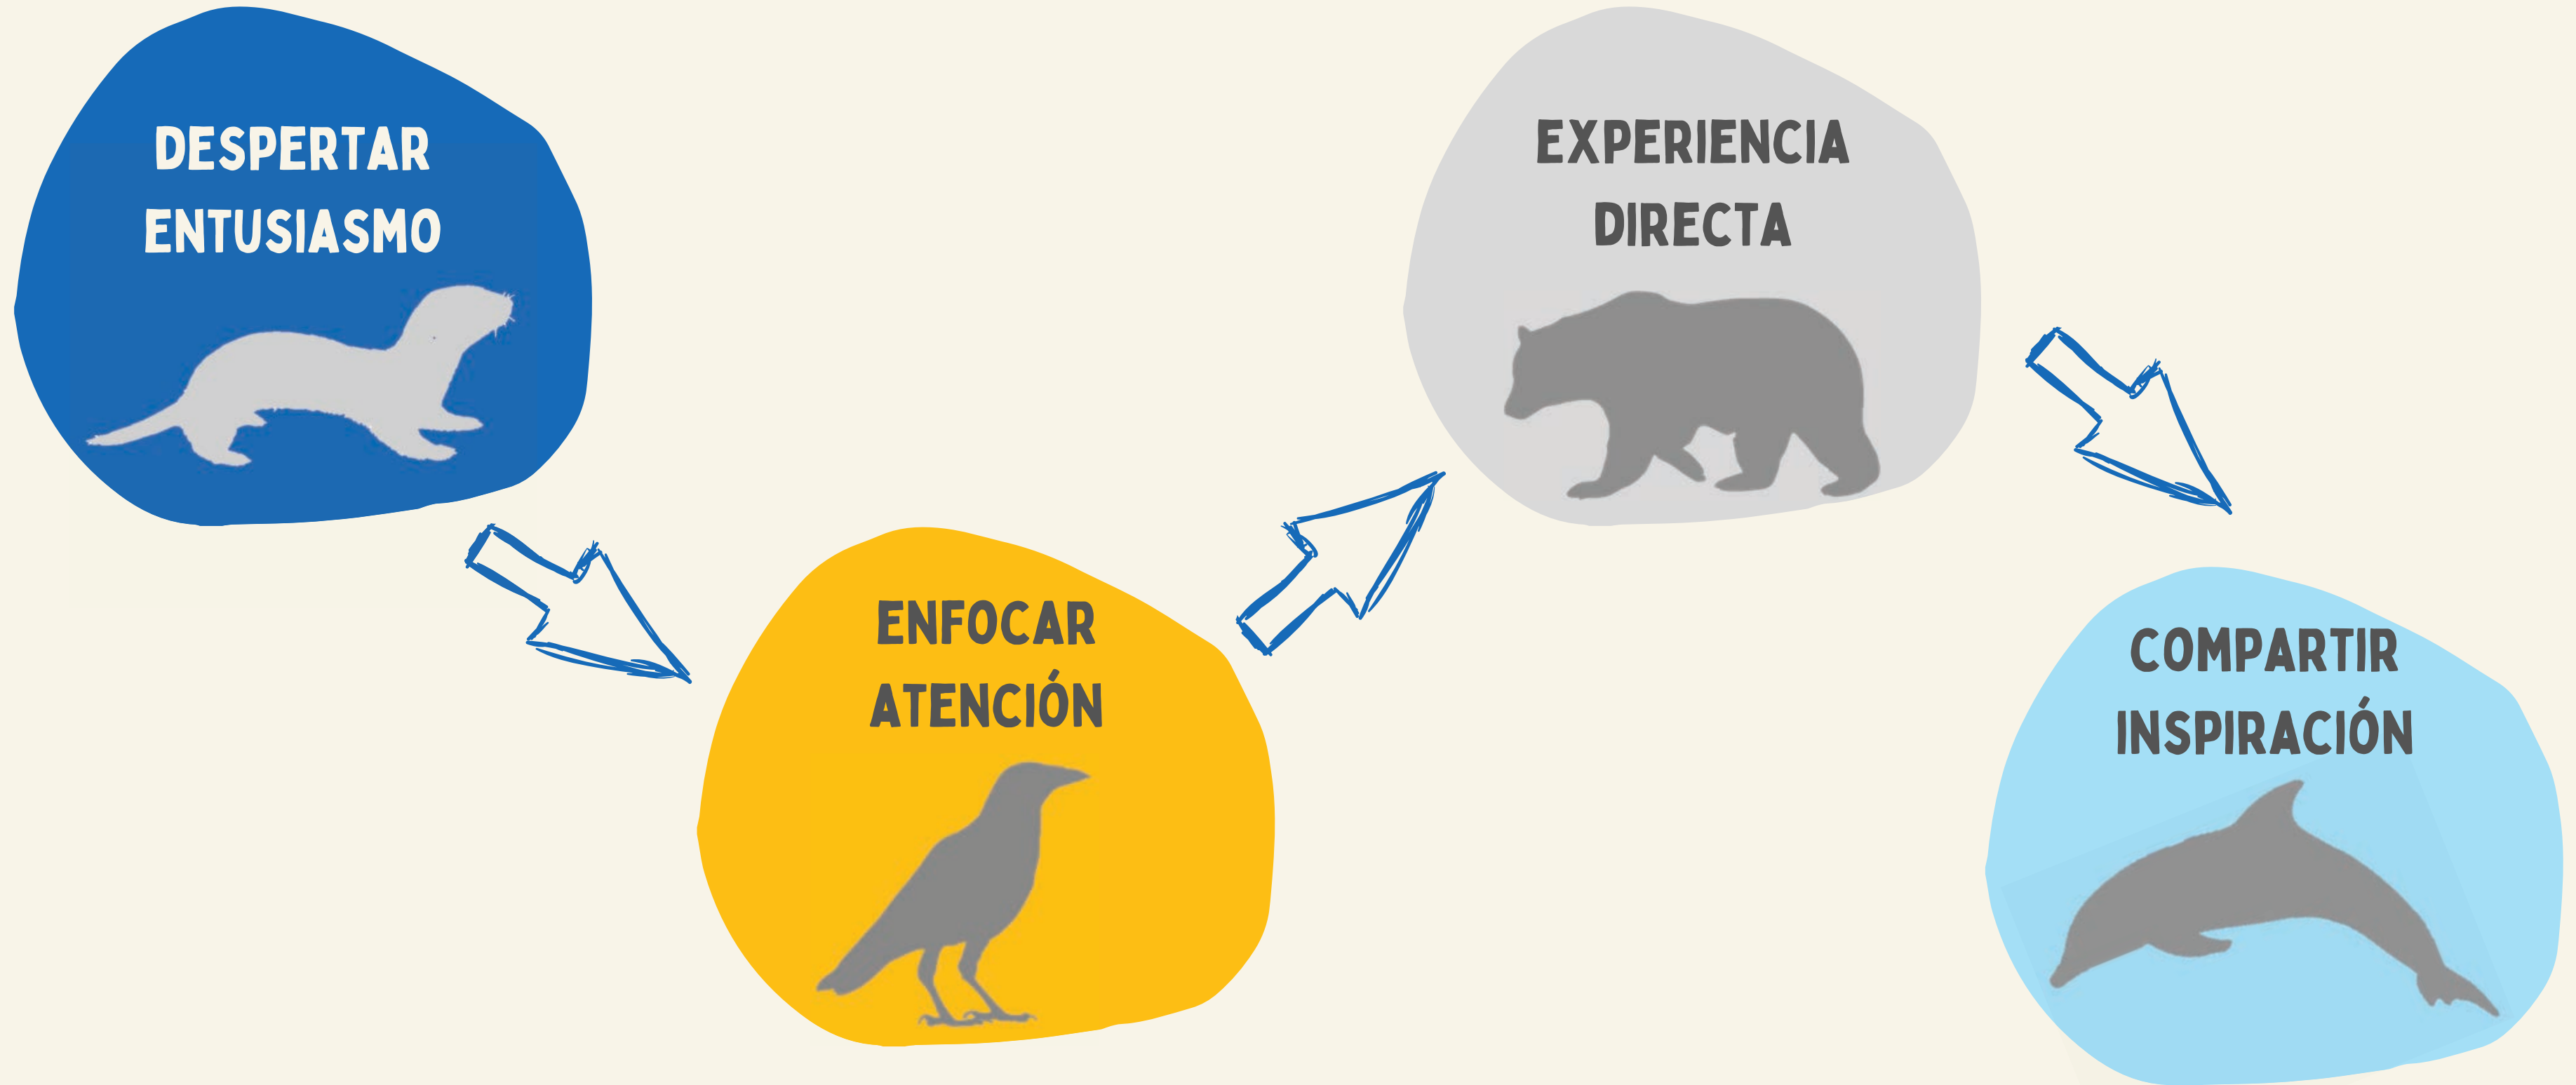 DESPERTAR
ENTUSIASMO
ENFOCAR
ATENCIÓN
EXPERIENCIA
DIRECTA
COMPARTIR
INSPIRACIÓN